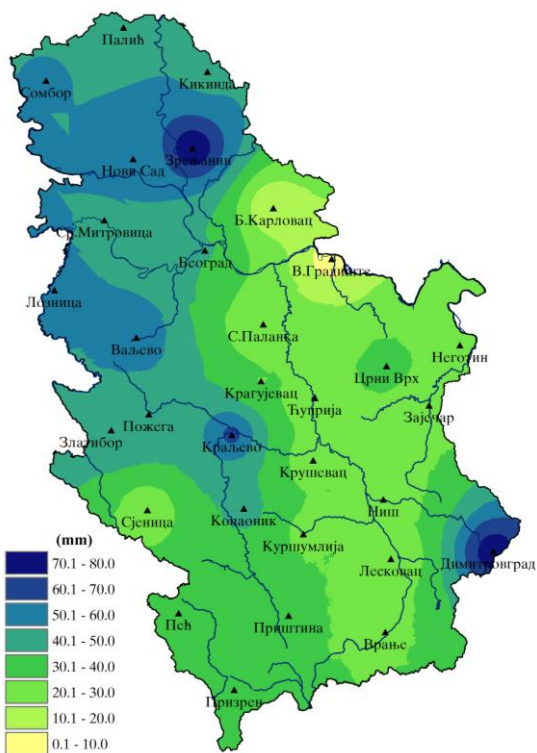 Палић
Кикинда
Сомбор
Зрењанин
Нови Сад
Б.Карловац
Ср.Митровица
Београд
В.Градиште
Лозница
С.Паланка
Ваљево
Неготин
Црни Врх
Крагујевац
Ћуприја
Зајечар
Пожега
Златибор
Краљево
Крушевац
Ниш
Сјеница
Копаоник
Куршумлија
Лесковац
Димитровград
Пећ
Приштина
Врање
Призрен
(mm)
70.1 - 80.0
60.1 - 70.0
50.1 - 60.0
40.1 - 50.0
30.1 - 40.0
20.1 - 30.0
10.1 - 20.0
0.1 - 10.0